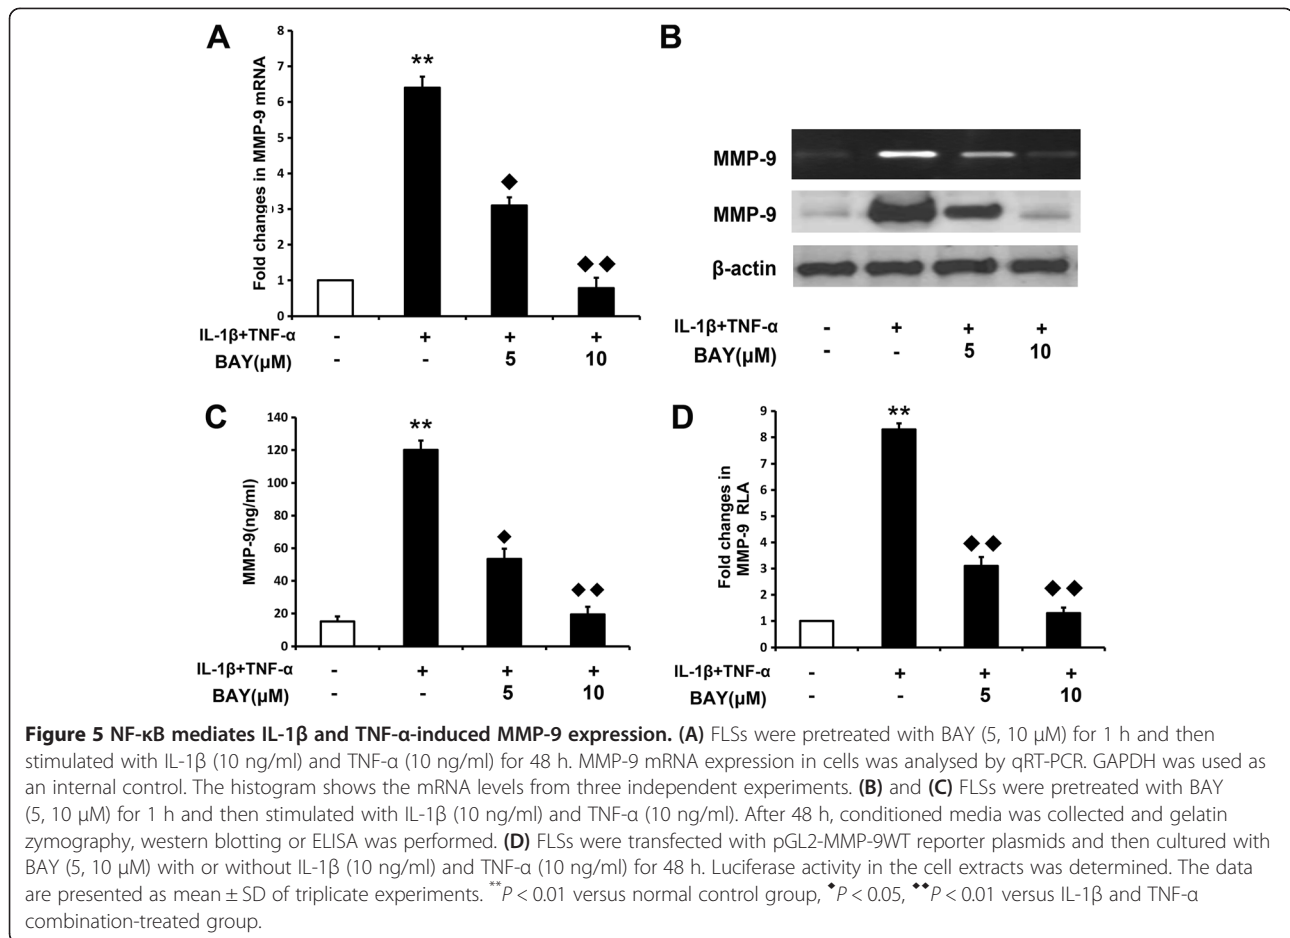 A
Fold changes in MMP-9 mRNA
8
7
6
5
4
3
2
1
0
**
◆
◆◆
IL-1β+TNF-α - + + +
BAY(μM) - - 5 10
B
MMP-9
MMP-9
β-actin
IL-1β+TNF-α - + + +
BAY(μM) - - 5 10
C
MMP-9(ng/ml)
140
120
100
80
60
40
20
0
**
◆
◆◆
IL-1β+TNF-α - + + +
BAY(μM) - - 5 10
D
Fold changes in
MMP-9 RLA
9
8
7
6
5
4
3
2
1
0
**
◆◆
◆◆
IL-1β+TNF-α - + + +
BAY(μM) - - 5 10
Figure 5 NF-κB mediates IL-1β and TNF-α-induced MMP-9 expression. (A) FLSs were pretreated with BAY (5, 10 μM) for 1 h and then
stimulated with IL-1β (10 ng/ml) and TNF-α (10 ng/ml) for 48 h. MMP-9 mRNA expression in cells was analysed by qRT-PCR. GAPDH was used as
an internal control. The histogram shows the mRNA levels from three independent experiments. (B) and (C) FLSs were pretreated with BAY
(5, 10 μM) for 1 h and then stimulated with IL-1β (10 ng/ml) and TNF-α (10 ng/ml). After 48 h, conditioned media was collected and gelatin
zymography, western blotting or ELISA was performed. (D) FLSs were transfected with pGL2-MMP-9WT reporter plasmids and then cultured with
BAY (5, 10 μM) with or without IL-1β (10 ng/ml) and TNF-α (10 ng/ml) for 48 h. Luciferase activity in the cell extracts was determined. The data
are presented as mean ± SD of triplicate experiments. **P < 0.01 versus normal control group, ◆P < 0.05, ◆◆P < 0.01 versus IL-1β and TNF-α
combination-treated group.